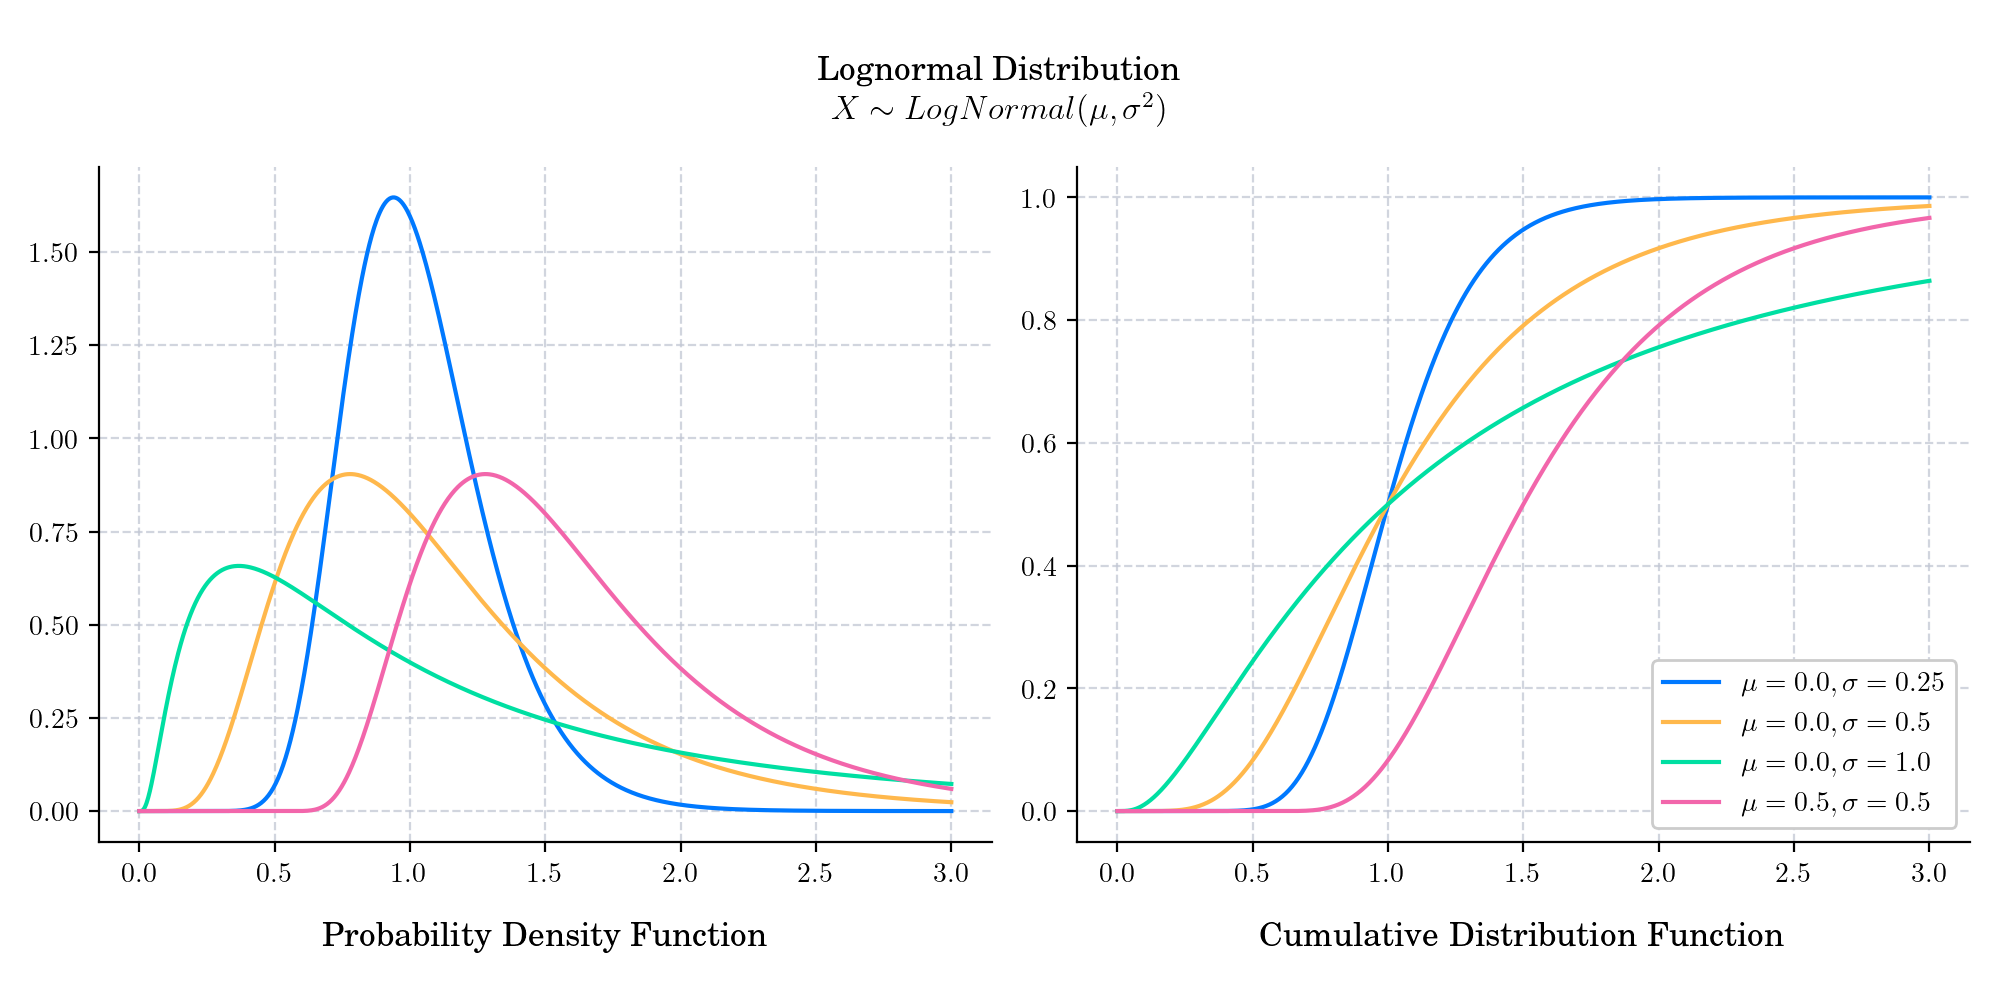 Lognormal Distribution
X ∼ LogNormal(μ, σ²)
1.50
1.25
1.00
0.75
0.50
0.25
0.00
0.0 0.5 1.0 1.5 2.0 2.5 3.0
Probability Density Function
1.0
0.8
0.6
0.4
0.2
0.0
0.0 0.5 1.0 1.5 2.0 2.5 3.0
μ = 0.0, σ = 0.25
μ = 0.0, σ = 0.5
μ = 0.0, σ = 1.0
μ = 0.5, σ = 0.5
Cumulative Distribution Function